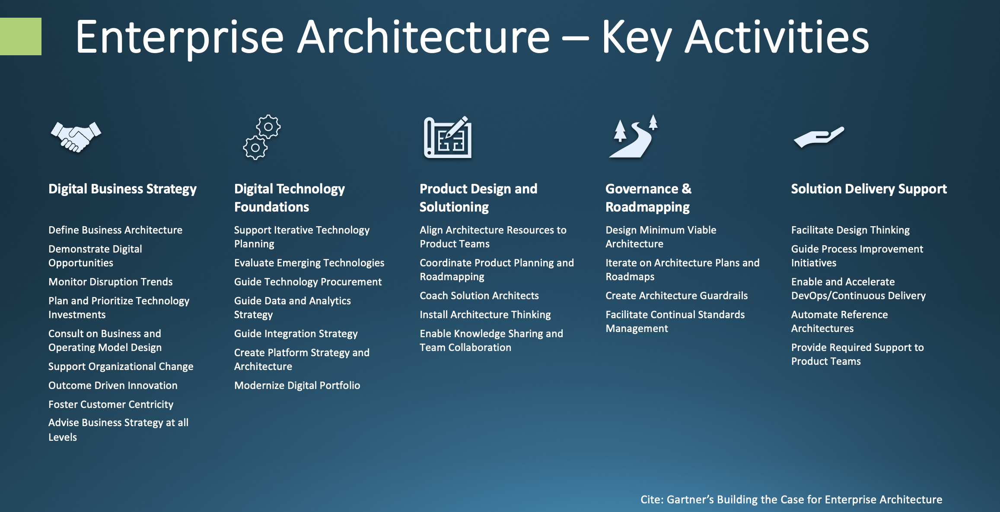 Enterprise Architecture – Key Activities
Digital Business Strategy
Define Business Architecture
Demonstrate Digital
Opportunities
Monitor Disruption Trends
Plan and Prioritize Technology
Investments
Consult on Business and
Operating Model Design
Support Organizational Change
Outcome Driven Innovation
Foster Customer Centricity
Advise Business Strategy at all
Levels
Digital Technology
Foundations
Support Iterative Technology
Planning
Evaluate Emerging Technologies
Guide Technology Procurement
Guide Data and Analytics
Strategy
Guide Integration Strategy
Create Platform Strategy and
Architecture
Modernize Digital Portfolio
Product Design and
Solutioning
Align Architecture Resources to
Product Teams
Coordinate Product Planning and
Roadmapping
Coach Solution Architects
Install Architecture Thinking
Enable Knowledge Sharing and
Team Collaboration
Governance &
Roadmapping
Design Minimum Viable
Architecture
Iterate on Architecture Plans and
Roadmaps
Create Architecture Guardrails
Facilitate Continual Standards
Management
Solution Delivery Support
Facilitate Design Thinking
Guide Process Improvement
Initiatives
Enable and Accelerate
DevOps/Continuous Delivery
Automate Reference
Architectures
Provide Required Support to
Product Teams
Cite: Gartner’s Building the Case for Enterprise Architecture